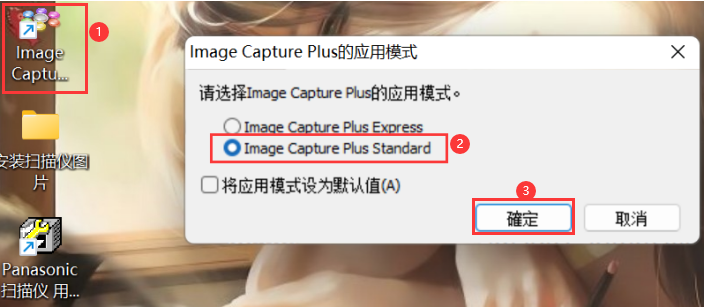 1
Image
Captu...
安装扫描仪图
片
Panasonic
扫描仪 用...
Image Capture Plus的应用模式
请选择Image Capture Plus的应用模式。
Image Capture Plus Express
Image Capture Plus Standard
2
将应用模式设为默认值(A)
3
確定
取消